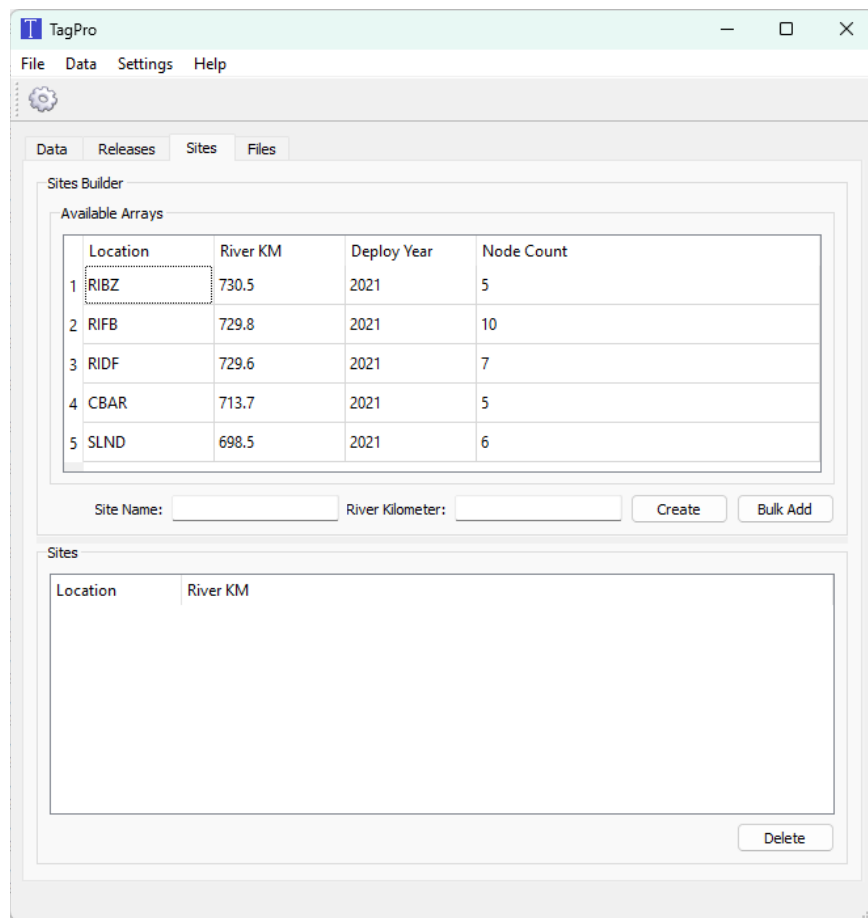 TagPro
File Data Settings Help
Data Releases Sites Files
Sites Builder
Available Arrays
Location River KM Deploy Year Node Count
1 RIBZ 730.5 2021 5
2 RIFB 729.8 2021 10
3 RIDF 729.6 2021 7
4 CBAR 713.7 2021 5
5 SLND 698.5 2021 6
Site Name: River Kilometer: Create Bulk Add
Sites
Location River KM
Delete